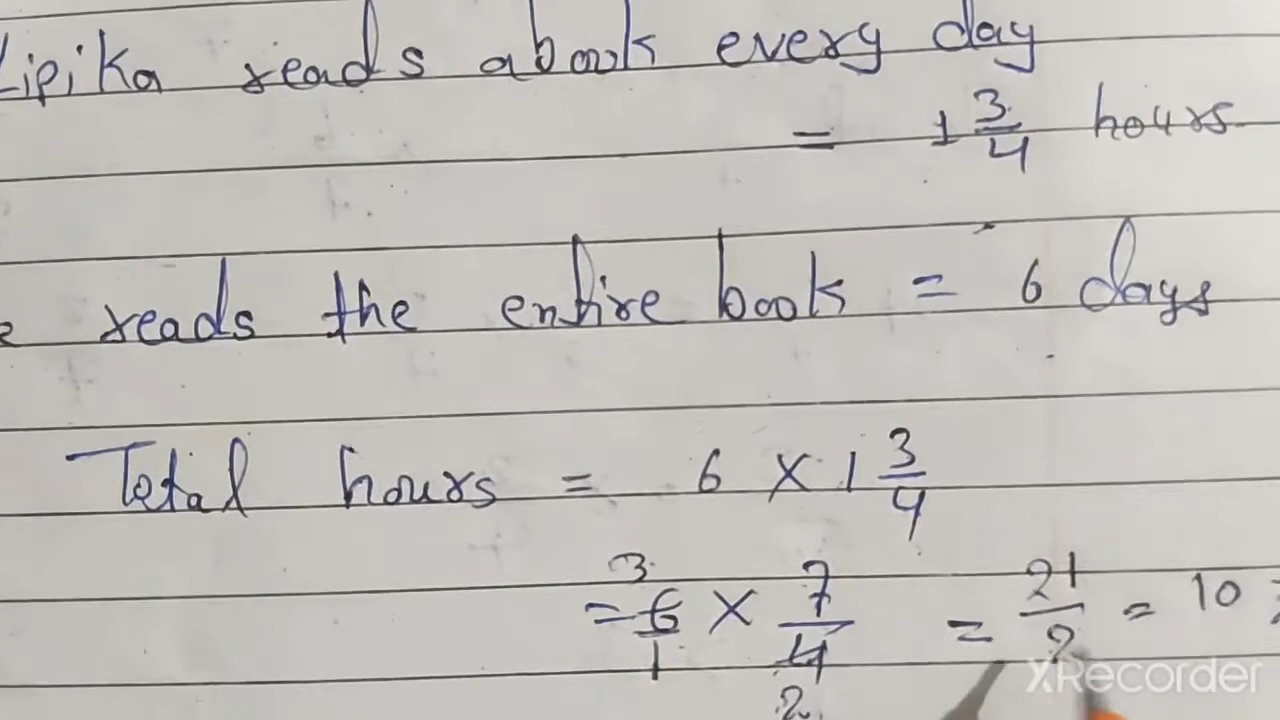 Lipika reads a book every day
= 1 3/4 hours
reads the entire book = 6 days
Total hours = 6 × 1 3/4
= 6/1 3 × 7/4 2 = 21/2 = 10
XRecorder